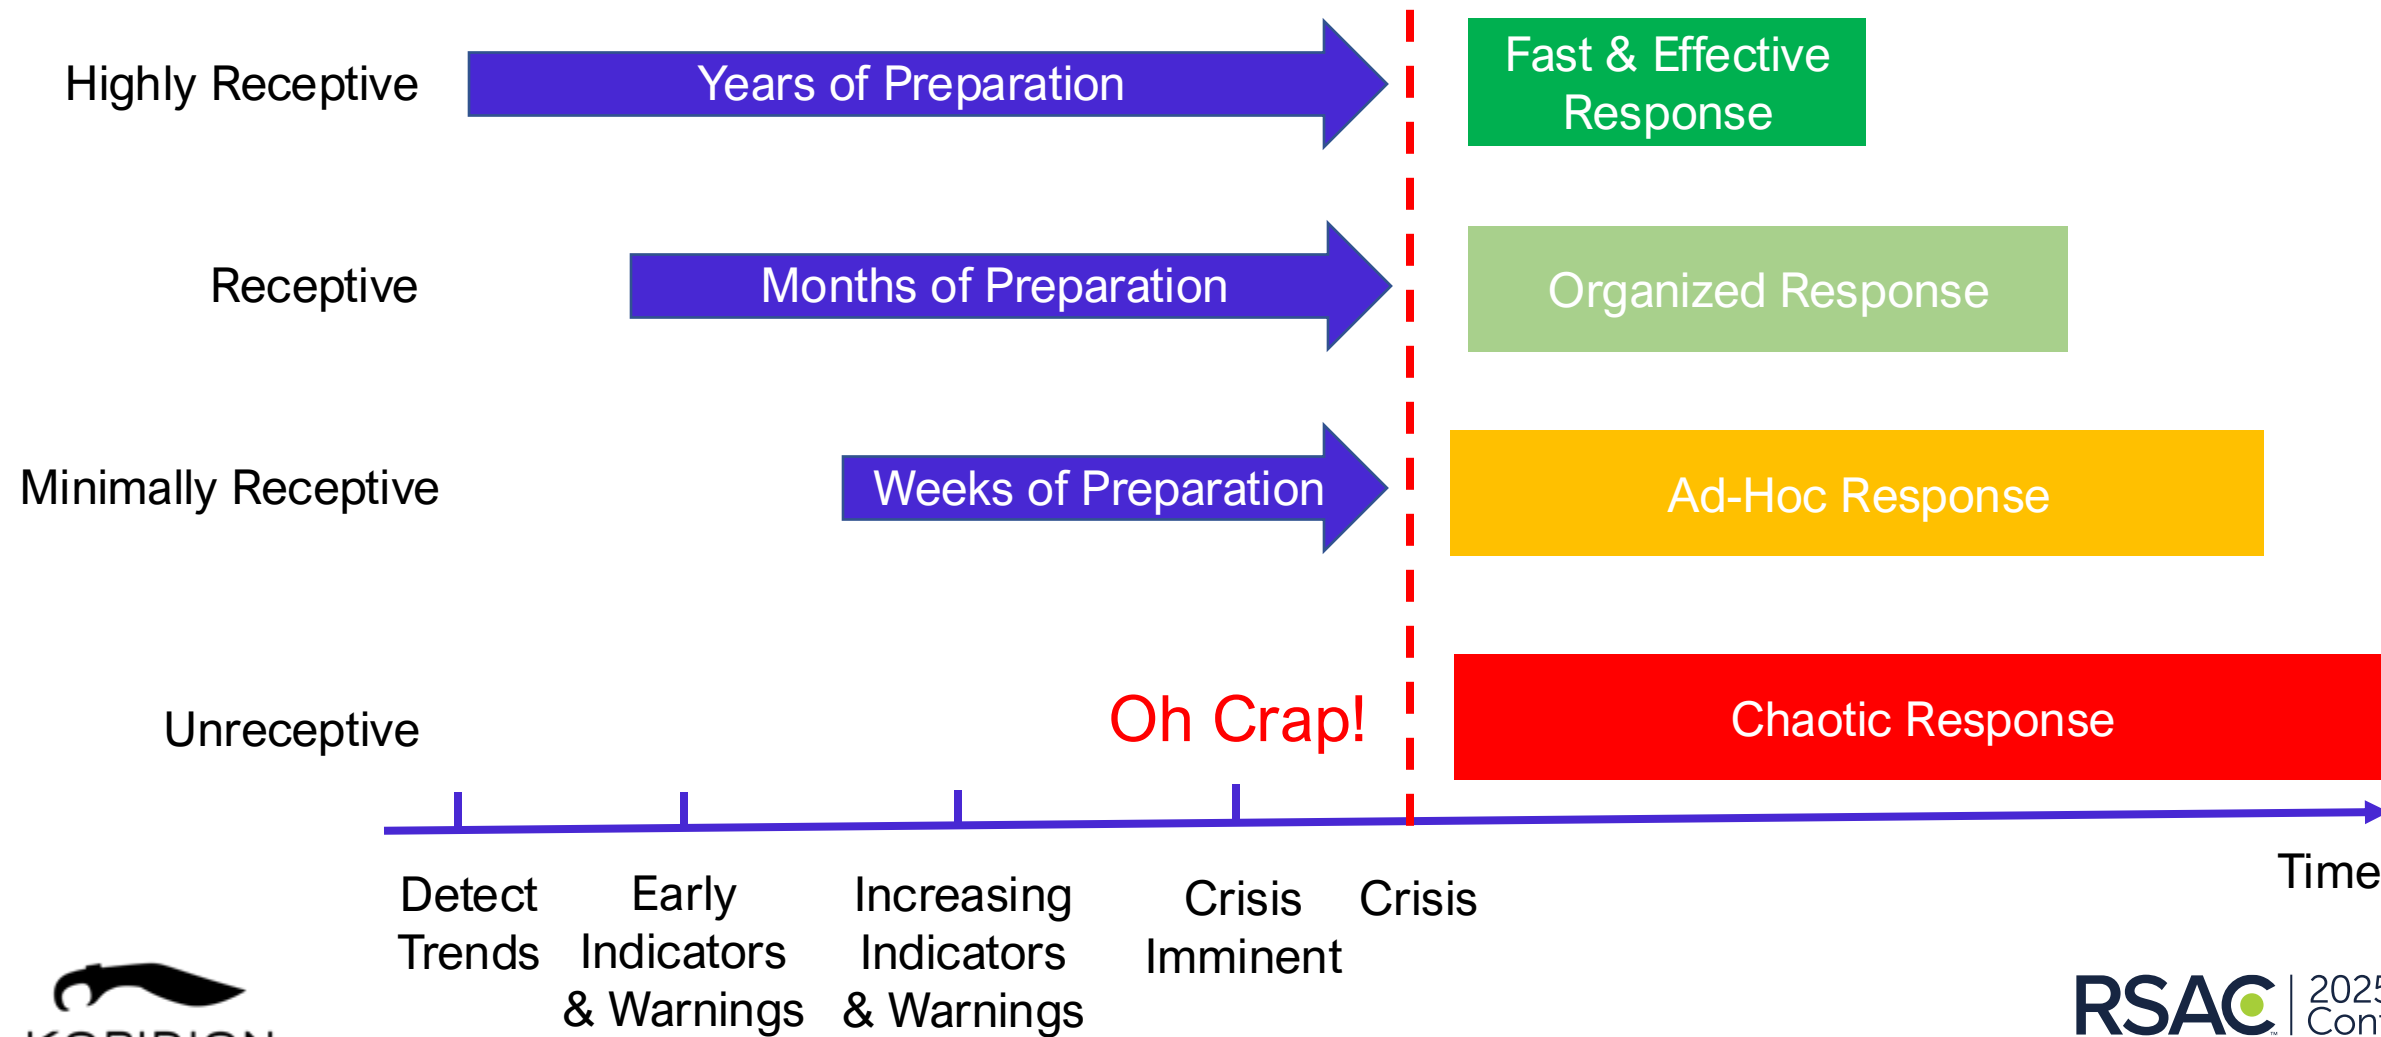 Highly Receptive
Years of Preparation
Fast & Effective
Response
Receptive
Months of Preparation
Organized Response
Minimally Receptive
Weeks of Preparation
Ad-Hoc Response
Unreceptive
Oh Crap!
Chaotic Response
Time
Detect
Trends
Early
Indicators
& Warnings
Increasing
Indicators
& Warnings
Crisis
Imminent
Crisis
RSAC
2025